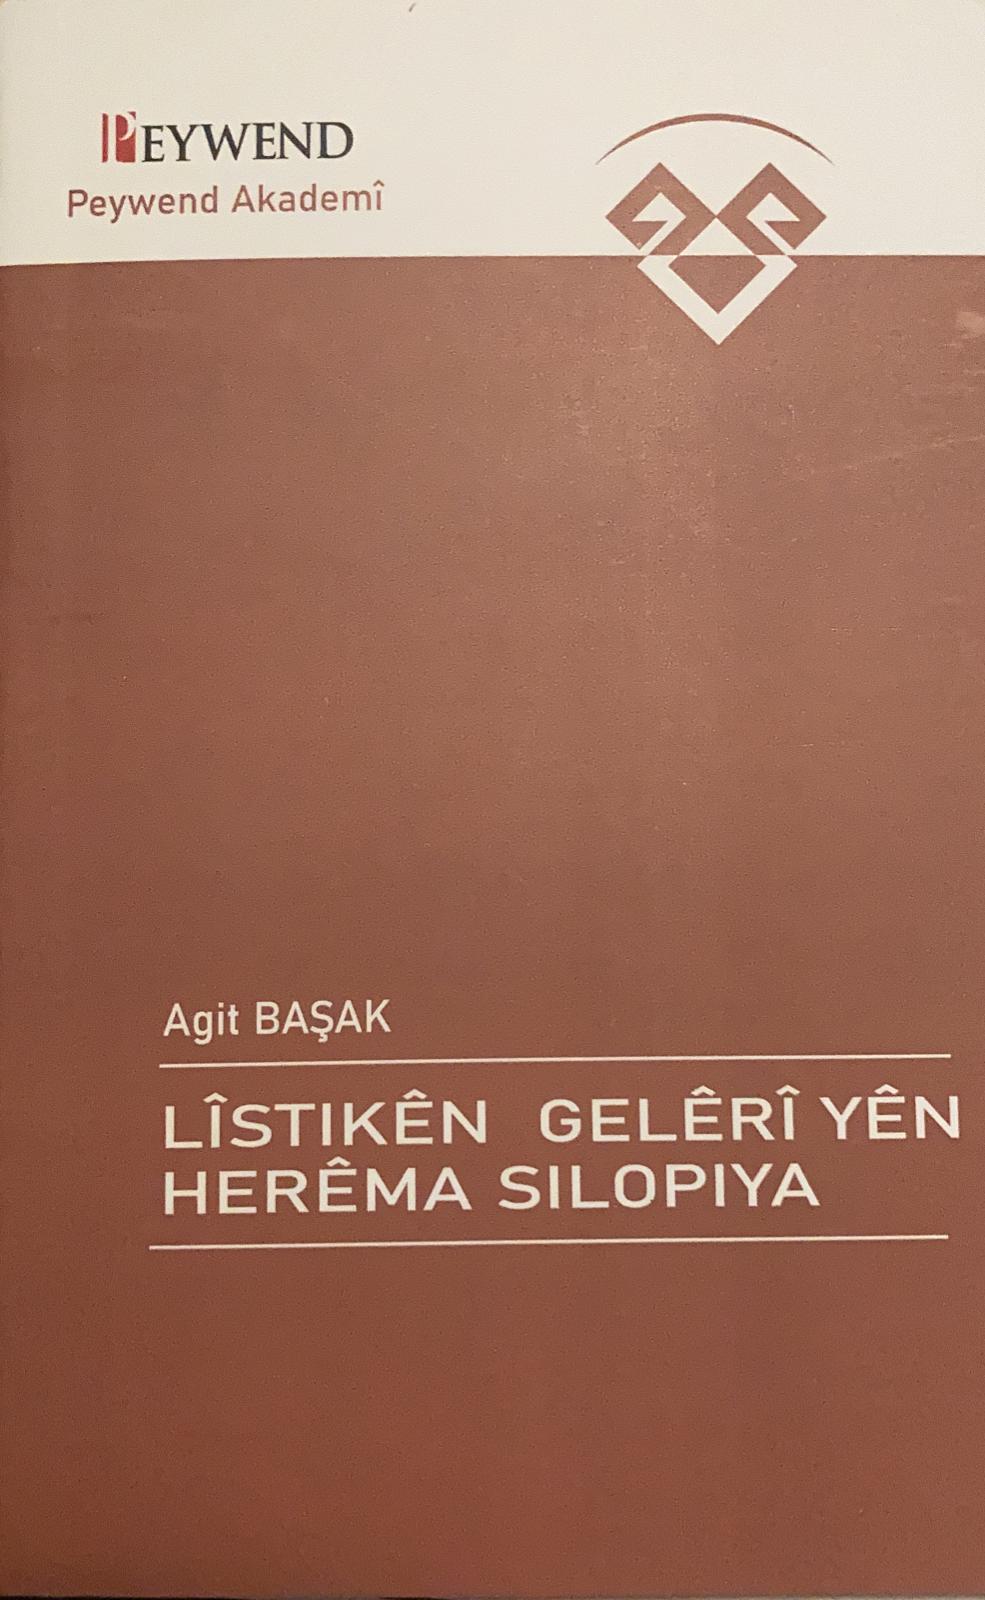 PEYWEND
Peywend Akademî
Agit BAŞAK
LÎSTIKÊN GELÊRÎ YÊN
HERÊMA SILOPIYA